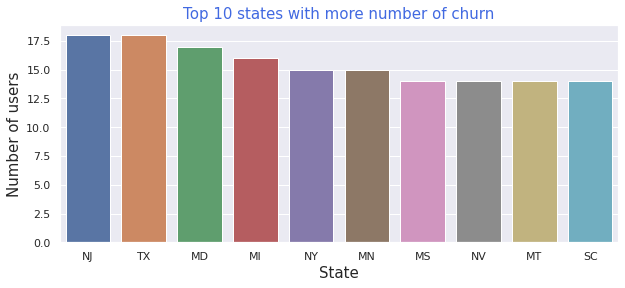 Top 10 states with more number of churn
Number of users
17.5
15.0
12.5
10.0
7.5
5.0
2.5
0.0
NJ TX MD MI NY MN MS NV MT SC
State